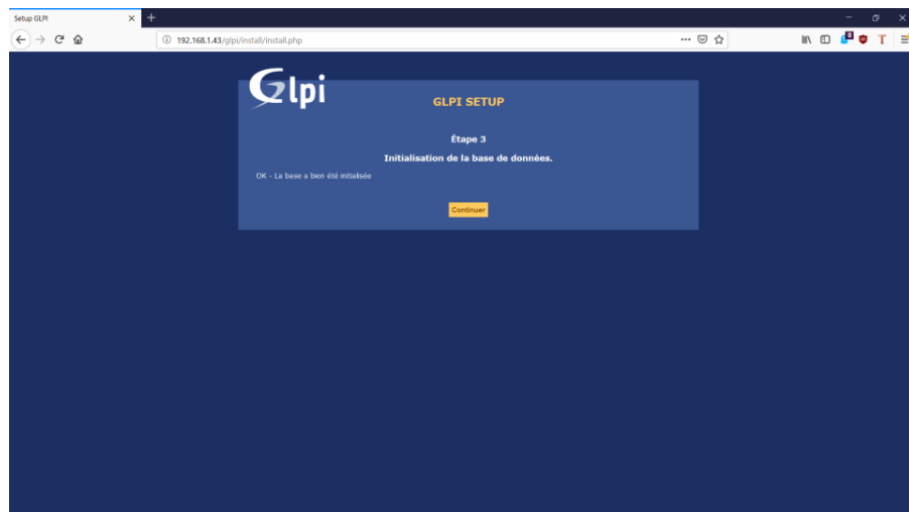 Setup GLPI
192.168.1.43/glpi/install/install.php
Glpi
GLPI SETUP
Étape 3
Initialisation de la base de données.
OK - La base a bien été initialisée
Continuer